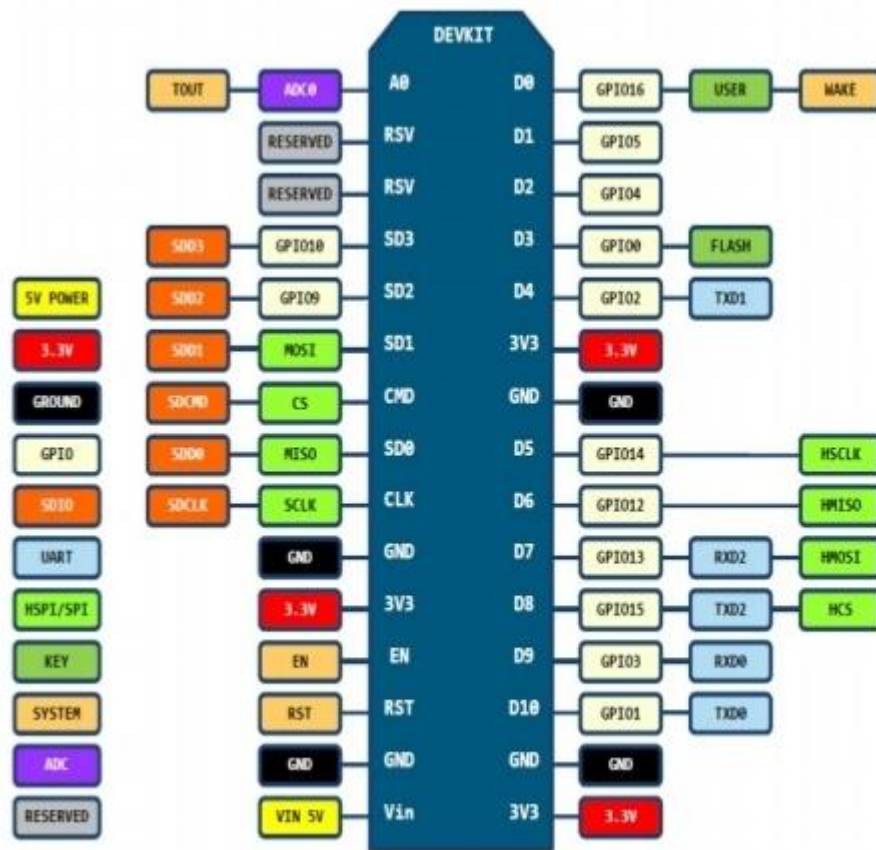 DEVKIT
TOUT ADC0 A0 D0 GPIO16 USER WAKE
RESERVED RSV D1 GPIO5
RESERVED RSV D2 GPIO4
SDD3 GPIO10 SD3 D3 GPIO0 FLASH
5V POWER SDD2 GPIO9 SD2 D4 GPIO2 TXD1
3.3V SDD1 MOSI SD1 3V3 3.3V
GROUND SDCMD CS CMD GND GND
GPIO SDD0 MISO SD0 D5 GPIO14 HSCLK
SDIO SDCLK SCLK CLK D6 GPIO12 HMISO
UART GND GND D7 GPIO13 RXD2 HMOSI
HSPI/SPI 3.3V 3V3 D8 GPIO15 TXD2 HCS
KEY EN EN D9 GPIO3 RXD0
SYSTEM RST RST D10 GPIO1 TXD0
ADC GND GND GND GND
RESERVED VIN 5V Vin 3V3 3.3V